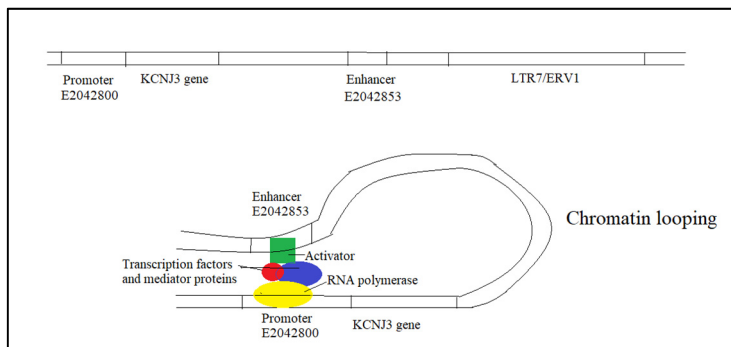 Promoter
E2042800
KCNJ3 gene
Enhancer
E2042853
LTR7/ERV1
Enhancer
E2042853
Chromatin looping
Activator
Transcription factors
and mediator proteins
RNA polymerase
Promoter
E2042800
KCNJ3 gene